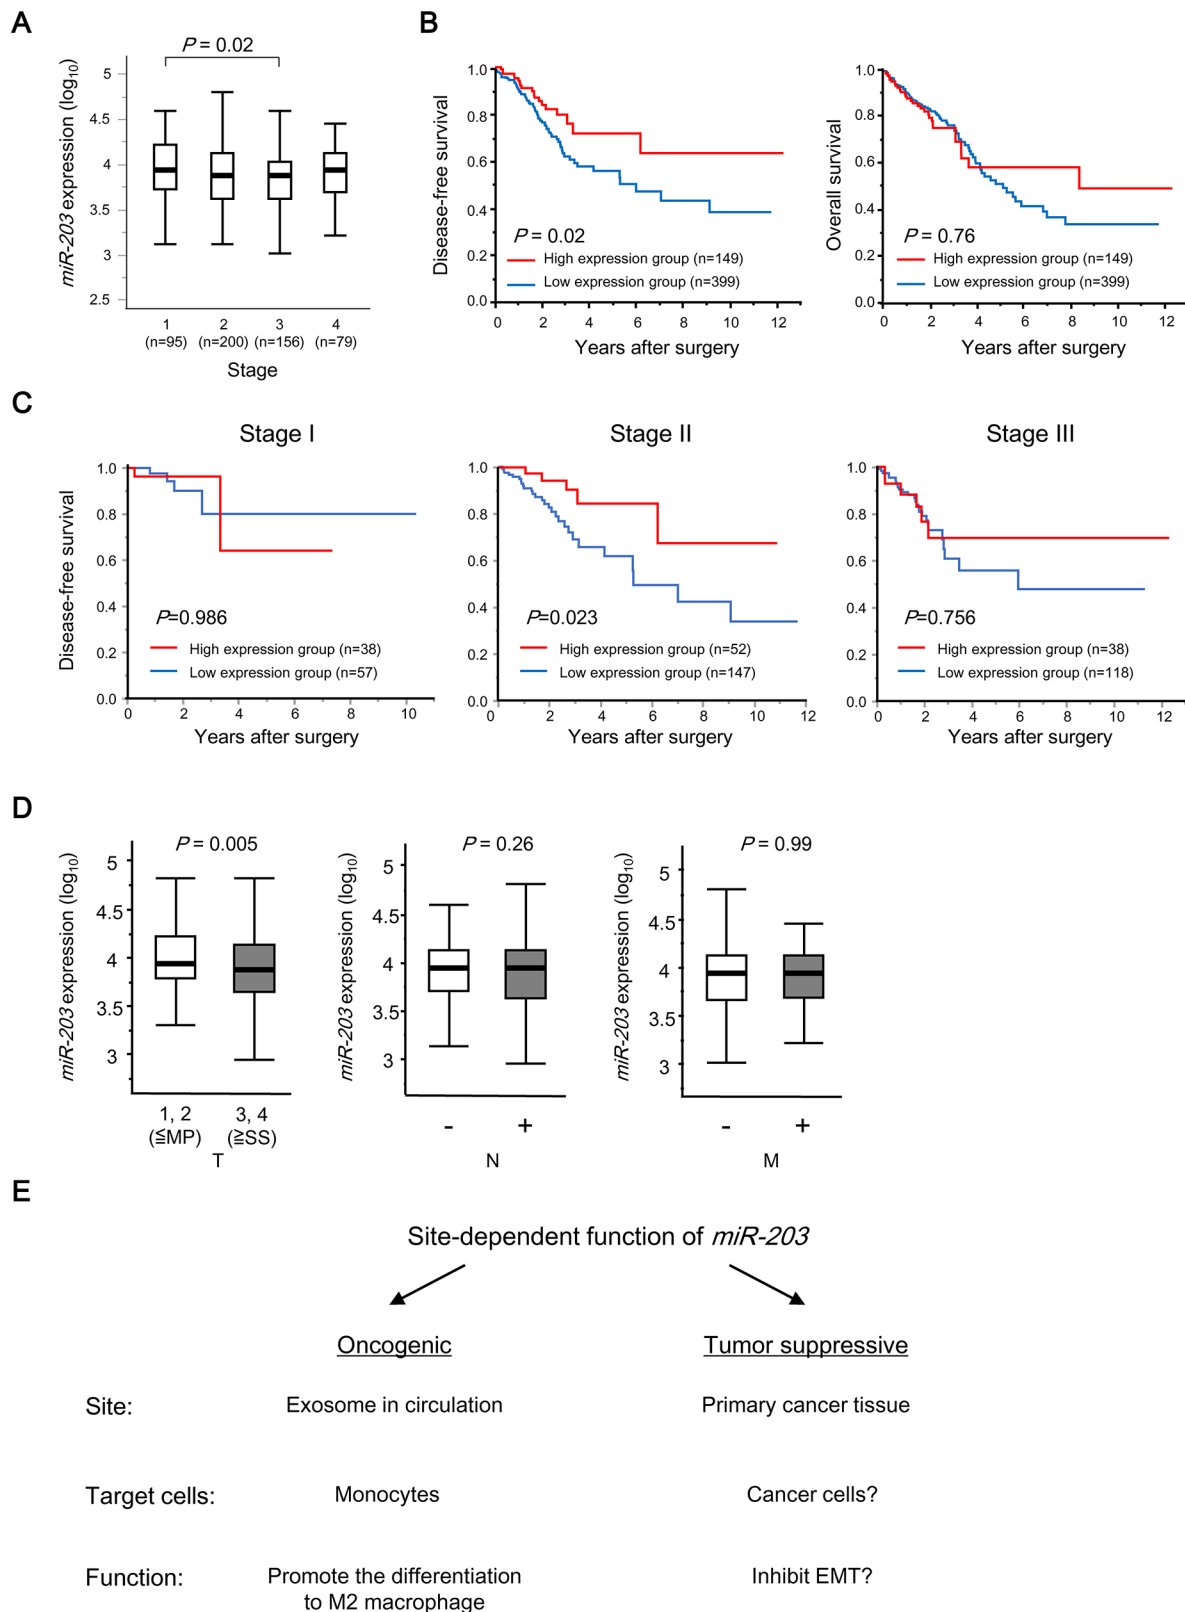 A
P = 0.02
miR-203 expression (log10)
5
4.5
4
3.5
3
2.5
1 2 3 4
(n=95) (n=200) (n=156) (n=79)
Stage
B
Disease-free survival
1.0
0.8
0.6
0.4
0.2
0.0
P = 0.02
High expression group (n=149)
Low expression group (n=399)
0 2 4 6 8 10 12
Years after surgery
Overall survival
1.0
0.8
0.6
0.4
0.2
0.0
P = 0.76
High expression group (n=149)
Low expression group (n=399)
0 2 4 6 8 10 12
Years after surgery
C
Stage I
Disease-free survival
1.0
0.8
0.6
0.4
0.2
0.0
P=0.986
High expression group (n=38)
Low expression group (n=57)
0 2 4 6 8 10
Years after surgery
Stage II
1.0
0.8
0.6
0.4
0.2
0.0
P=0.023
High expression group (n=52)
Low expression group (n=147)
0 2 4 6 8 10 12
Years after surgery
Stage III
1.0
0.8
0.6
0.4
0.2
0.0
P=0.756
High expression group (n=38)
Low expression group (n=118)
0 2 4 6 8 10 12
Years after surgery
D
P = 0.005
miR-203 expression (log10)
5
4.5
4
3.5
3
1, 2 3, 4
(≦MP) (≧SS)
T
P = 0.26
miR-203 expression (log10)
5
4.5
4
3.5
3
- +
N
P = 0.99
miR-203 expression (log10)
5
4.5
4
3.5
3
- +
M
E
Site-dependent function of miR-203
Oncogenic Tumor suppressive
Site: Exosome in circulation Primary cancer tissue
Target cells: Monocytes Cancer cells?
Function: Promote the differentiation Inhibit EMT?
to M2 macrophage